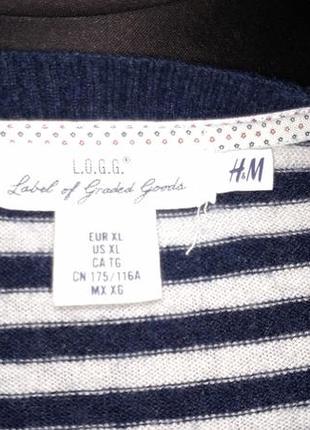 L.O.G.G.®
Label of Graded Goods
H&M
EUR XL
US XL
CA TG
CN 175/116A
MX XG